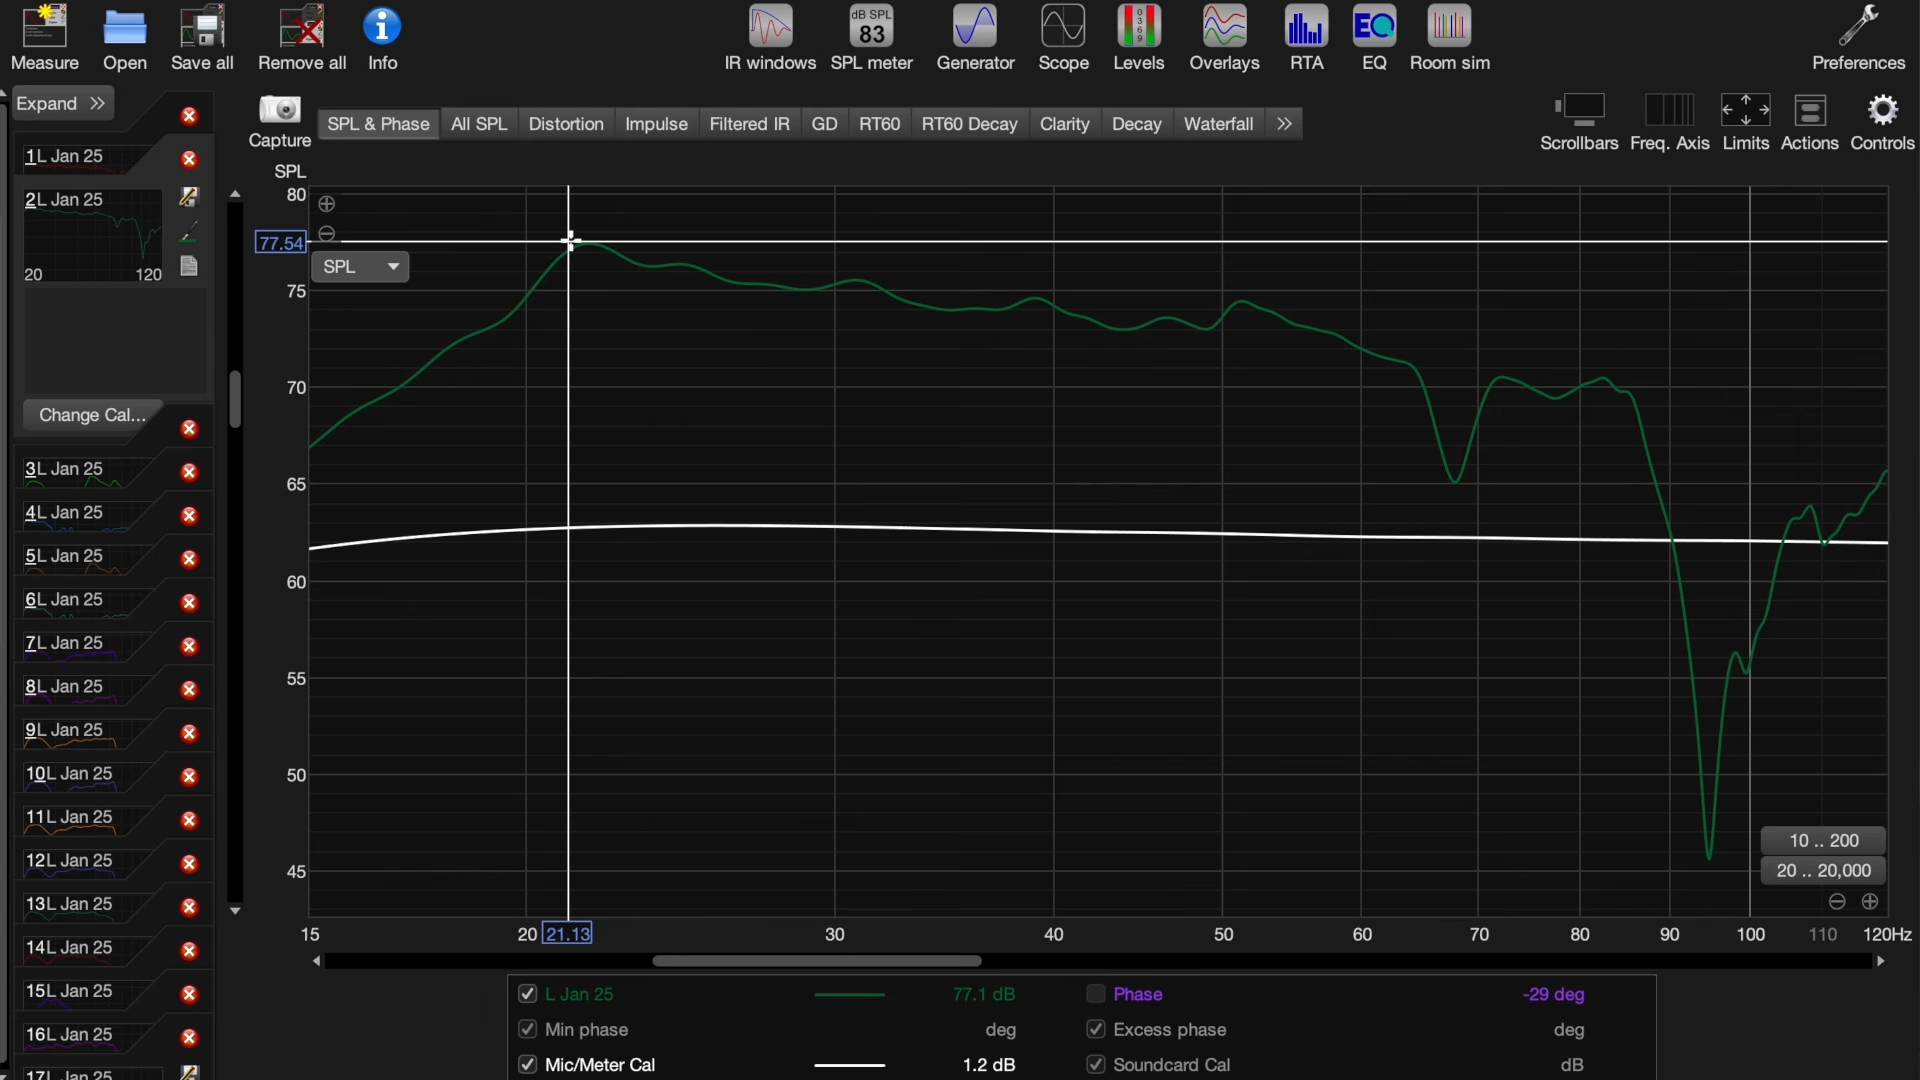 Measure Open Save all Remove all Info IR windows dB SPL 83 SPL meter Generator Scope 0 3 6 9 Levels Overlays RTA EQ EQ Room sim Preferences
Expand
Capture SPL & Phase All SPL Distortion Impulse Filtered IR GD RT60 RT60 Decay Clarity Decay Waterfall Scrollbars Freq. Axis Limits Actions Controls
1L Jan 25
2L Jan 25
20 120
Change Cal...
3L Jan 25
4L Jan 25
5L Jan 25
6L Jan 25
7L Jan 25
8L Jan 25
9L Jan 25
10L Jan 25
11L Jan 25
12L Jan 25
13L Jan 25
14L Jan 25
15L Jan 25
16L Jan 25
17L Jan 25
SPL
80
77.54
SPL
75
70
65
60
55
50
45
10 .. 200
20 .. 20,000
15 20 21.13 30 40 50 60 70 80 90 100 110 120Hz
L Jan 25 77.1 dB Phase -29 deg
Min phase deg Excess phase deg
Mic/Meter Cal 1.2 dB Soundcard Cal dB